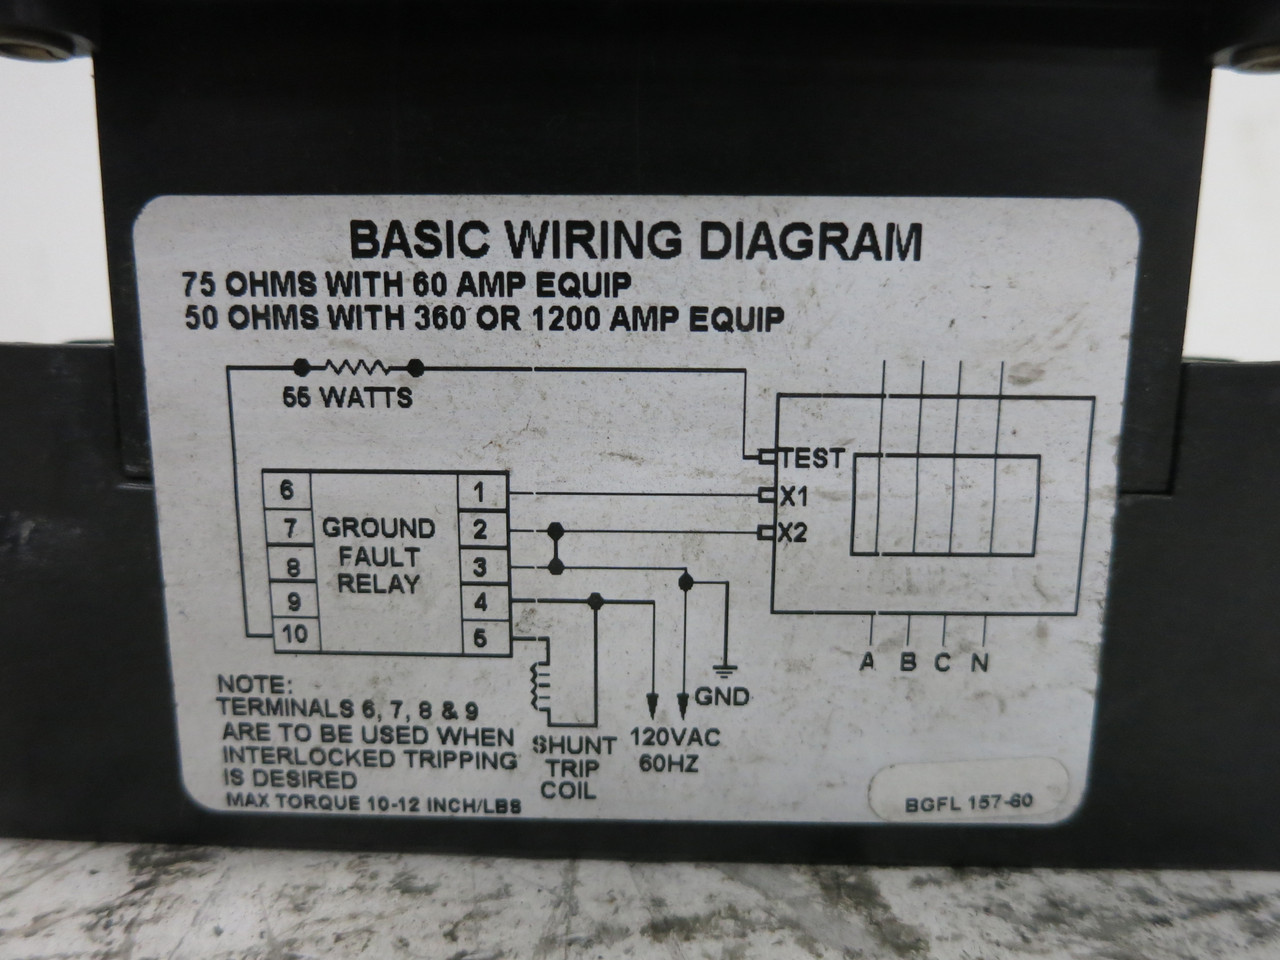 BASIC WIRING DIAGRAM
75 OHMS WITH 60 AMP EQUIP
50 OHMS WITH 360 OR 1200 AMP EQUIP
55 WATTS
TEST
X1
X2
6
7
8
9
10
GROUND
FAULT
RELAY
1
2
3
4
5
A B C N
GND
120VAC
60HZ
SHUNT
TRIP
COIL
NOTE:
TERMINALS 6, 7, 8 & 9
ARE TO BE USED WHEN
INTERLOCKED TRIPPING
IS DESIRED
MAX TORQUE 10-12 INCH/LBS
BGFL 157-60